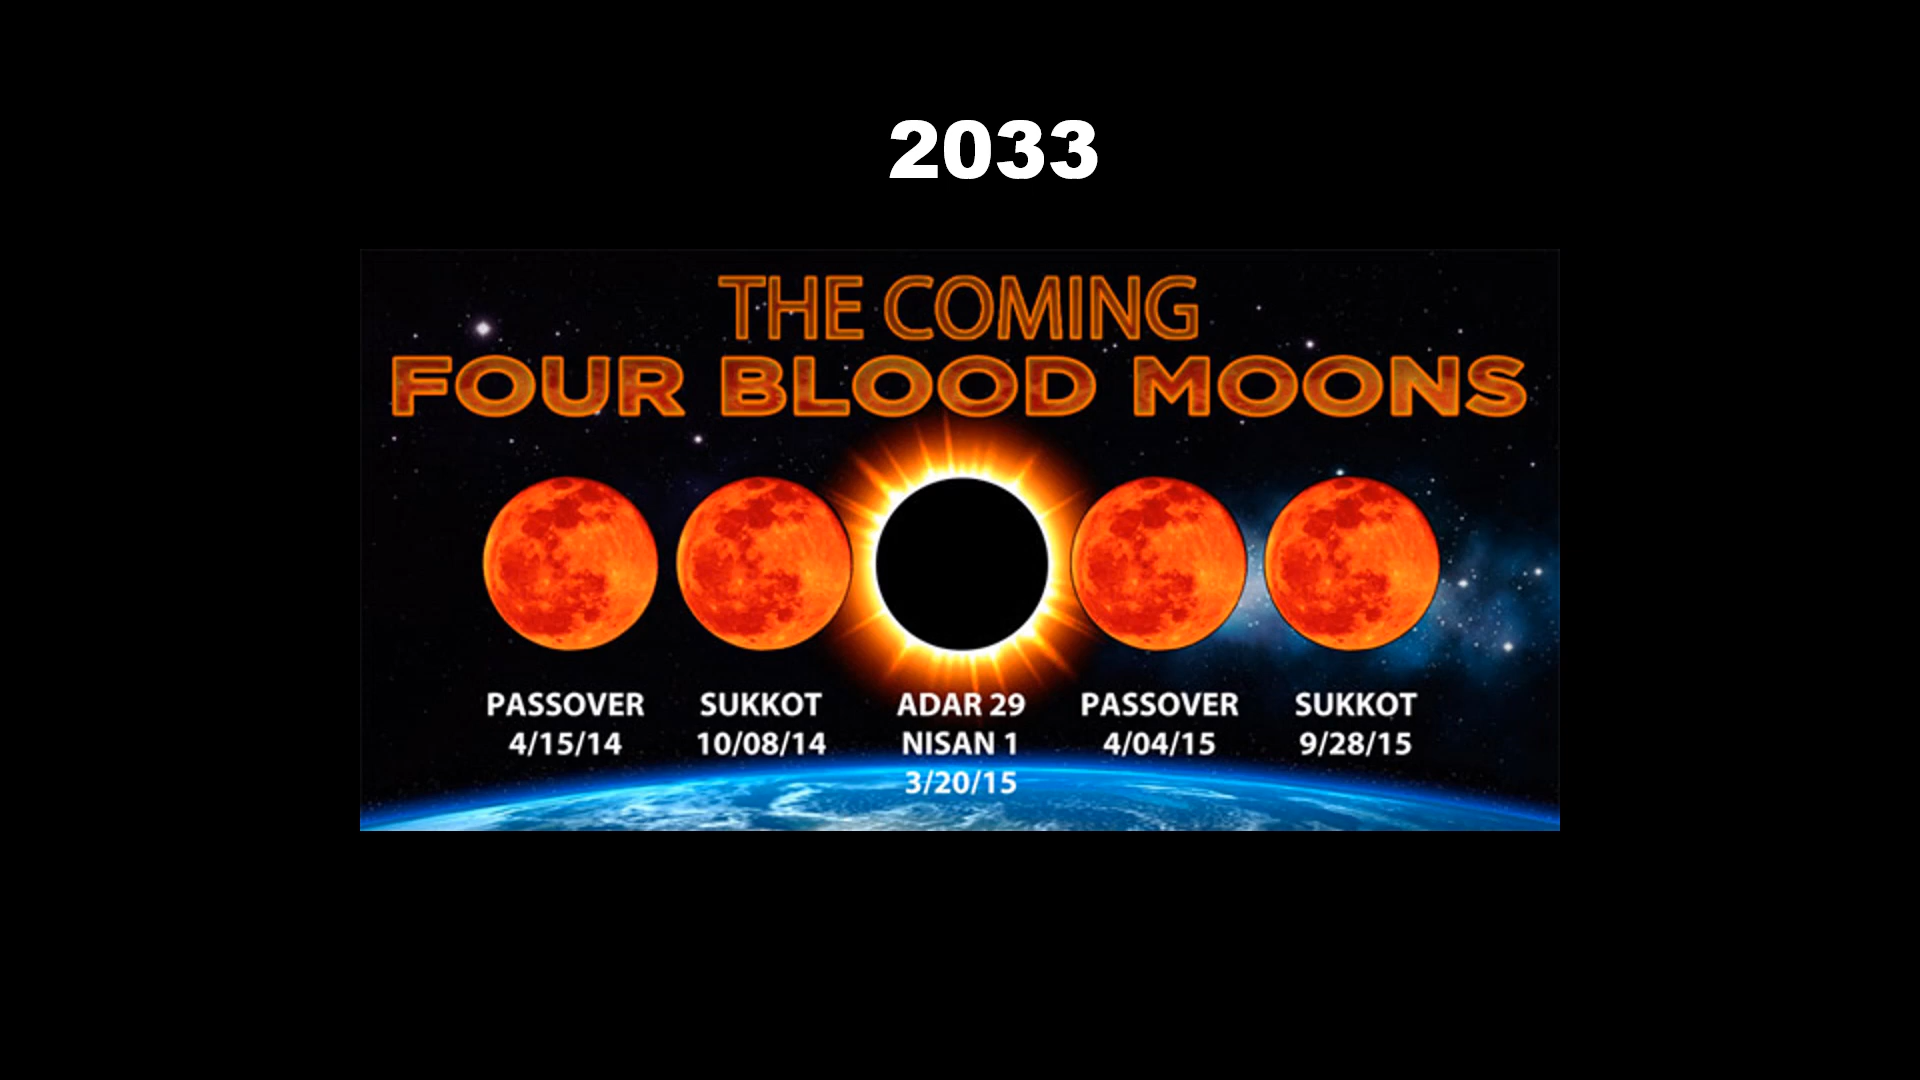 2033
THE COMING
FOUR BLOOD MOONS
PASSOVER
4/15/14
SUKKOT
10/08/14
ADAR 29
NISAN 1
3/20/15
PASSOVER
4/04/15
SUKKOT
9/28/15